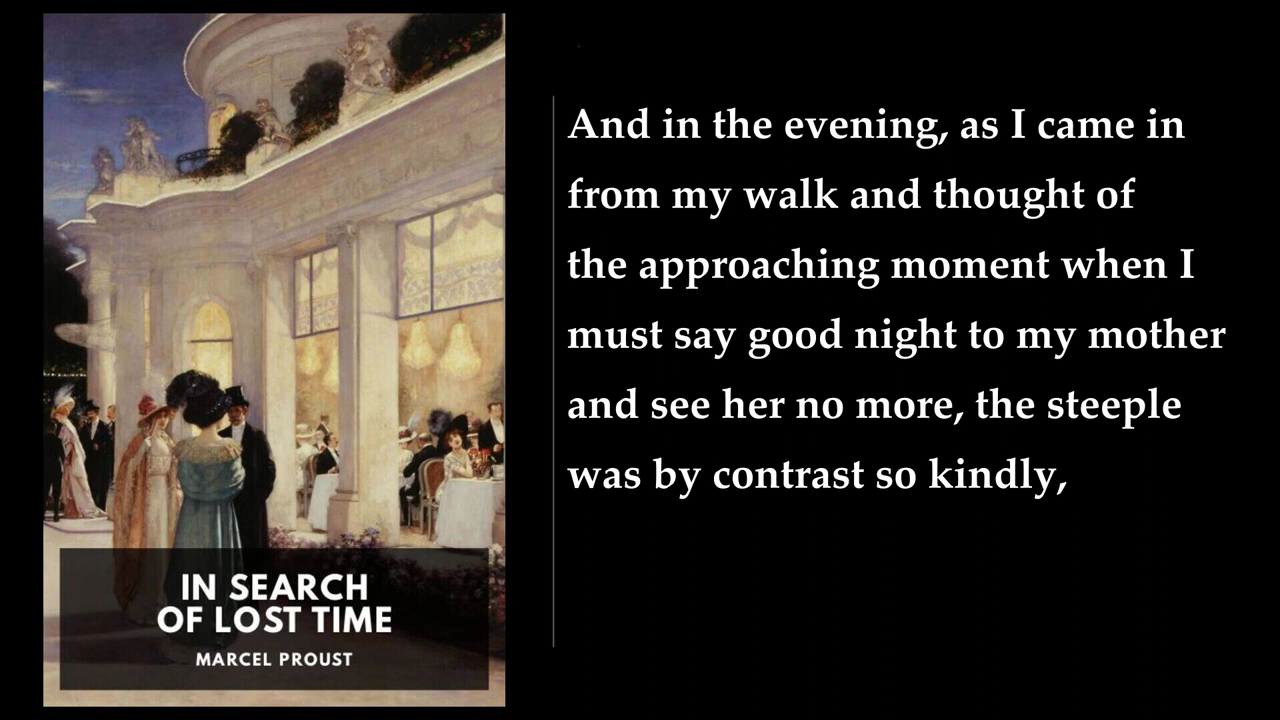 IN SEARCH
OF LOST TIME
MARCEL PROUST
And in the evening, as I came in
from my walk and thought of
the approaching moment when I
must say good night to my mother
and see her no more, the steeple
was by contrast so kindly,